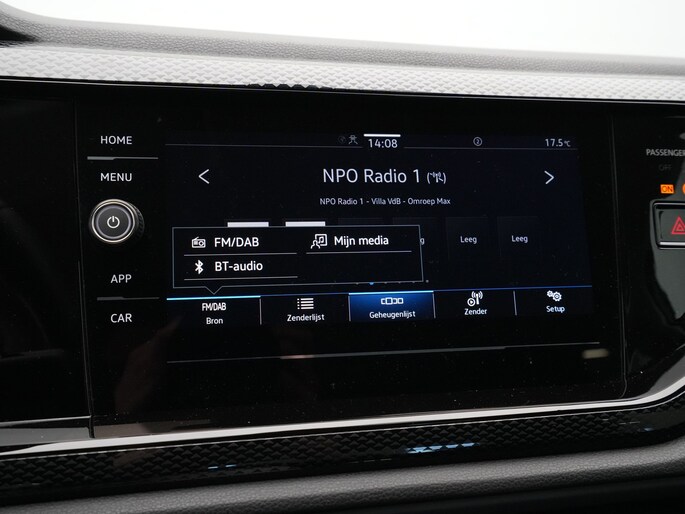 HOME
MENU
APP
CAR
14:08
2
17.5°C
NPO Radio 1
NPO Radio 1 - Villa VdB - Omroep Max
FM/DAB
Mijn media
BT-audio
Leeg
Leeg
FM/DAB
Bron
Zenderlijst
Geheugenlijst
Zender
Setup
PASSENGER
OFF
ON